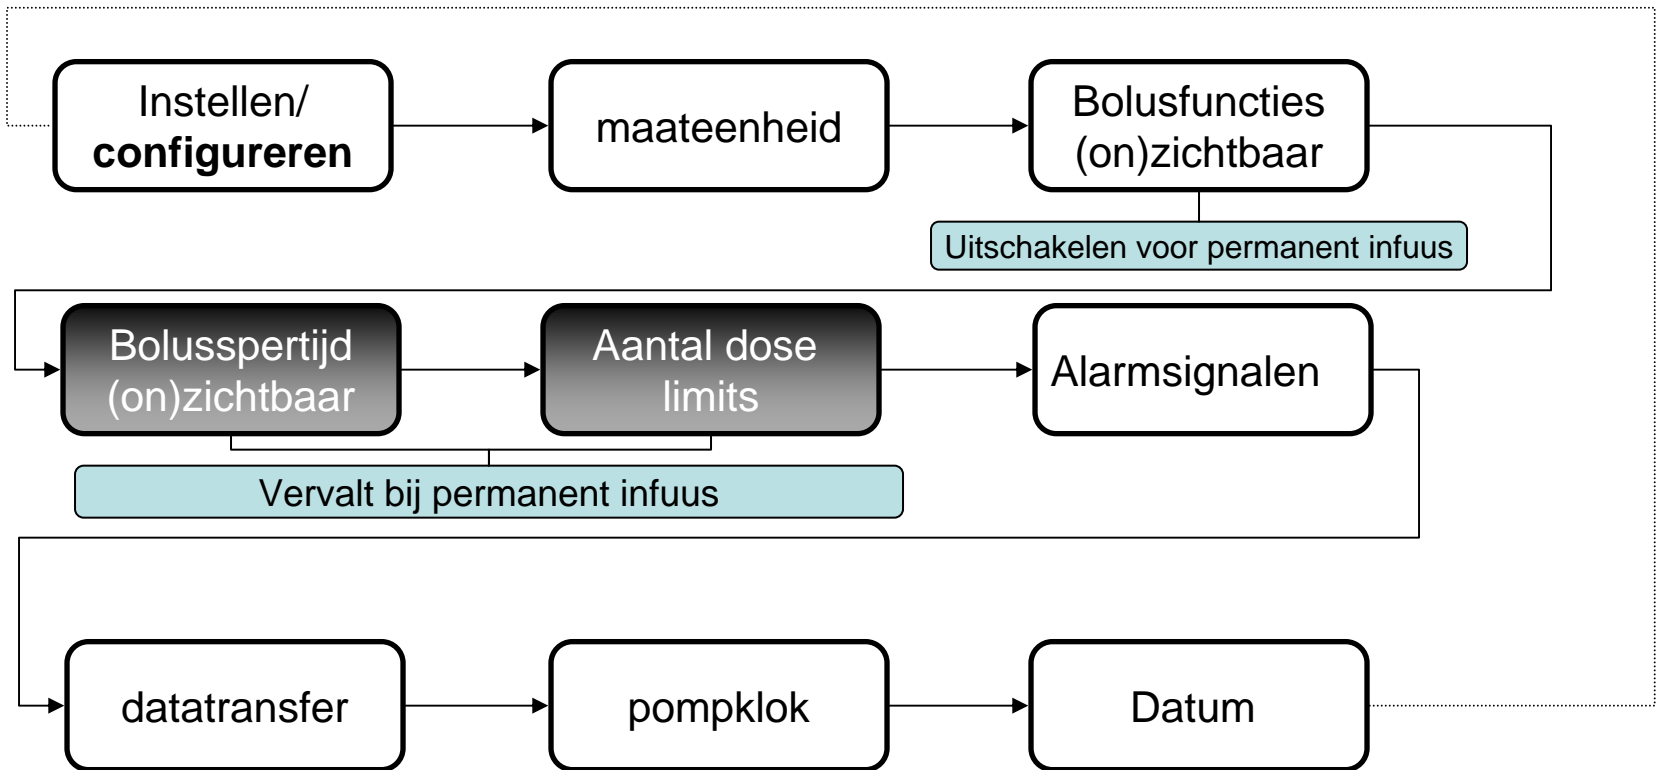 Instellen/
configureren
maateenheid
Bolusfuncties
(on)zichtbaar
Uitschakelen voor permanent infuus
Bolusspertijd
(on)zichtbaar
Aantal dose
limits
Alarmsignalen
Vervalt bij permanent infuus
datatransfer
pompklok
Datum